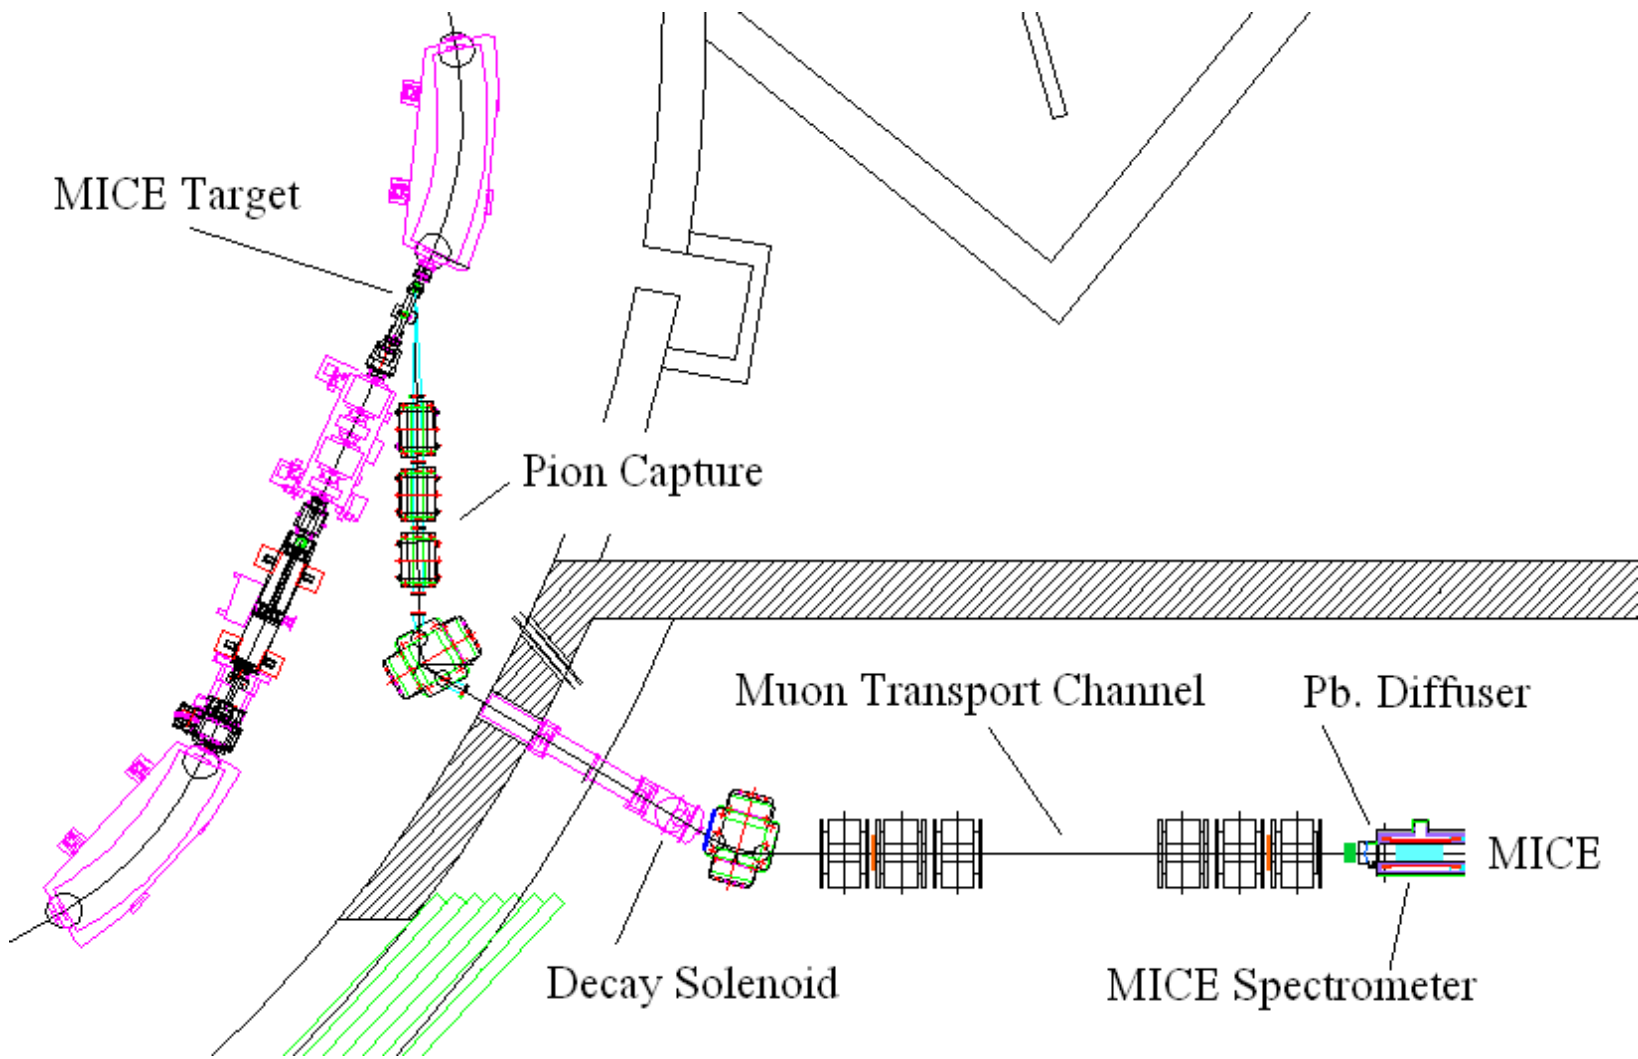 MICE Target
Pion Capture
Muon Transport Channel
Pb. Diffuser
MICE
Decay Solenoid
MICE Spectrometer